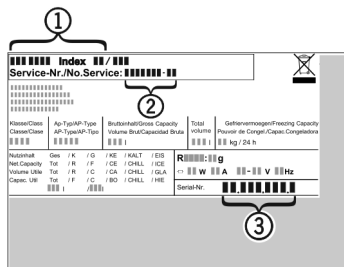 1
Index /
Service-Nr./No.Service: -
2
Klasse/Class Ap-Typ/AP-Type Bruttoinhalt/Gross Capacity Total Gefriervermoegen/Freezing Capacity
Classe/Clase AP-Type/AP-Tipo Volume Brut/Capacidad Bruta volume Pouvoir de Congel./Capac.Congeladora
l l kg / 24 h
Nutzinhalt Ges / K / G / KE / KALT / EIS
Net.Capacity Tot / R / F / CE / CHILL / ICE
Volume Utile Tot / R / C / CA / CHILL / GLA
Capac. Util Tot / F / C / BO / CHILL / HIE
l / l
R : g
W A - V Hz
Serial-Nr. . . .
3